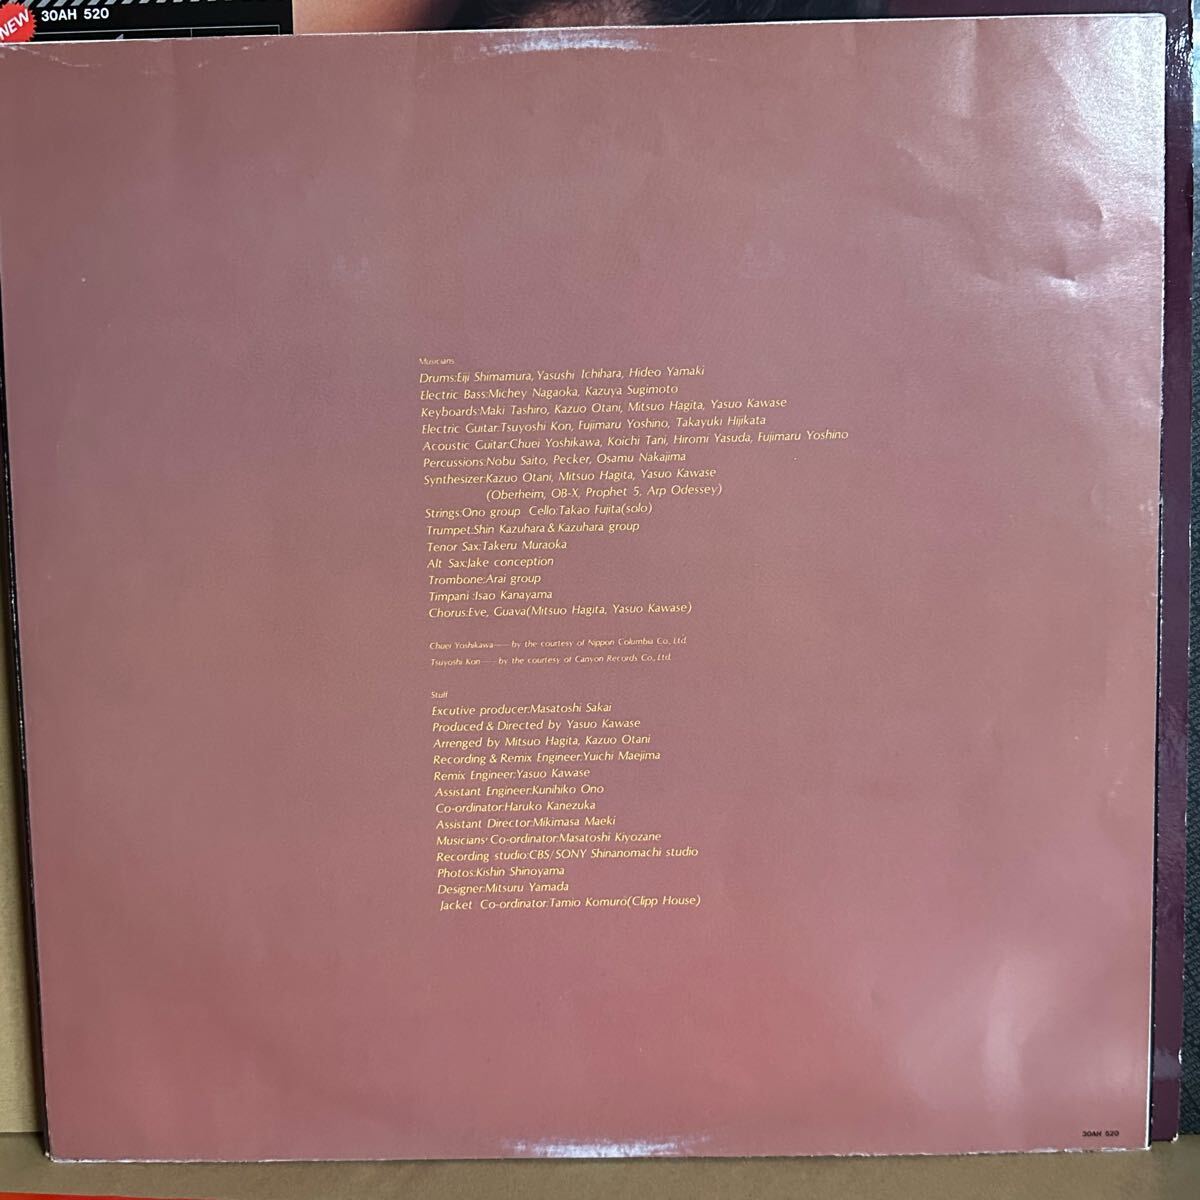 NEW
30AH 520
Musicians
Drums:Eiji Shimamura, Yasushi Ichihara, Hideo Yamaki
Electric Bass:Michey Nagaoka, Kazuya Sugimoto
Keyboards:Maki Tashiro, Kazuo Otani, Mitsuo Hagita, Yasuo Kawase
Electric Guitar:Tsuyoshi Kon, Fujimaru Yoshino, Takayuki Hijikata
Acoustic Guitar:Chuei Yoshikawa, Koichi Tani, Hiromi Yasuda, Fujimaru Yoshino
Percussions:Nobu Saito, Pecker, Osamu Nakajima
Synthesizer:Kazuo Otani, Mitsuo Hagita, Yasuo Kawase
(Oberheim, OB-X, Prophet 5, Arp Odessey)
Strings:Ono group Cello:Takao Fujita(solo)
Trumpet:Shin Kazuhara & Kazuhara group
Tenor Sax:Takeru Muraoka
Alt Sax:Jake conception
Trombone:Arai group
Timpani :Isao Kanayama
Chorus:Eve, Guava(Mitsuo Hagita, Yasuo Kawase)
Chuei Yoshikawa—by the courtesy of Nippon Columbia Co., Ltd.
Tsuyoshi Kon—by the courtesy of Canyon Records Co., Ltd.
Stuff
Excutive producer:Masatoshi Sakai
Produced & Directed by Yasuo Kawase
Arranged by Mitsuo Hagita, Kazuo Otani
Recording & Remix Engineer:Yuichi Maejima
Remix Engineer:Yasuo Kawase
Assistant Engineer:Kunihiko Ono
Co-ordinator:Haruko Kanezuka
Assistant Director:Mikimasa Maeki
Musicians' Co-ordinator:Masatoshi Kiyozane
Recording studio:CBS/SONY Shinanomachi studio
Photos:Kishin Shinoyama
Designer:Mitsuru Yamada
Jacket Co-ordinator:Tamio Komuro(Clipp House)
30AH 520